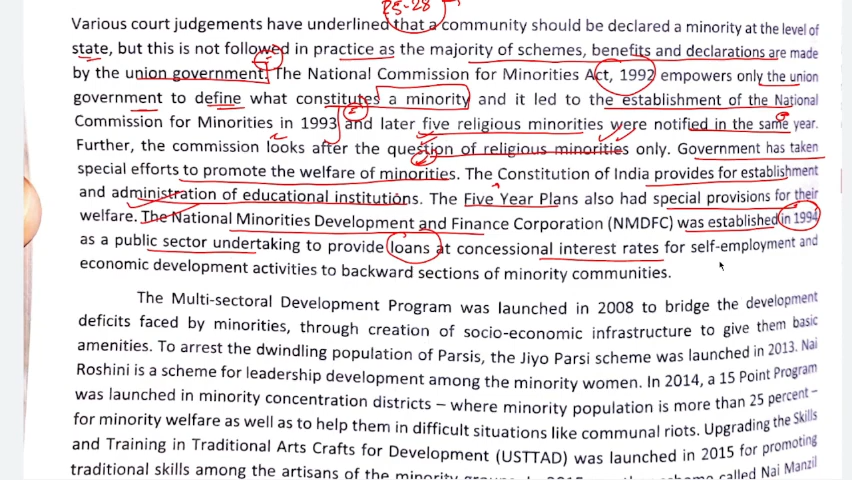 25-28
Various court judgements have underlined that a community should be declared a minority at the level of
state, but this is not followed in practice as the majority of schemes, benefits and declarations are made
by the union government. The National Commission for Minorities Act, 1992 empowers only the union
government to define what constitutes a minority and it led to the establishment of the National
Commission for Minorities in 1993 and later five religious minorities were notified in the same year.
Further, the commission looks after the question of religious minorities only. Government has taken
special efforts to promote the welfare of minorities. The Constitution of India provides for establishment
and administration of educational institutions. The Five Year Plans also had special provisions for their
welfare. The National Minorities Development and Finance Corporation (NMDFC) was established in 1994
as a public sector undertaking to provide loans at concessional interest rates for self-employment and
economic development activities to backward sections of minority communities.
The Multi-sectoral Development Program was launched in 2008 to bridge the development
deficits faced by minorities, through creation of socio-economic infrastructure to give them basic
amenities. To arrest the dwindling population of Parsis, the Jiyo Parsi scheme was launched in 2013. Nai
Roshini is a scheme for leadership development among the minority women. In 2014, a 15 Point Program
was launched in minority concentration districts – where minority population is more than 25 percent –
for minority welfare as well as to help them in difficult situations like communal riots. Upgrading the Skills
and Training in Traditional Arts Crafts for Development (USTTAD) was launched in 2015 for promoting
traditional skills among the artisans of the minority scheme called Nai Manzil